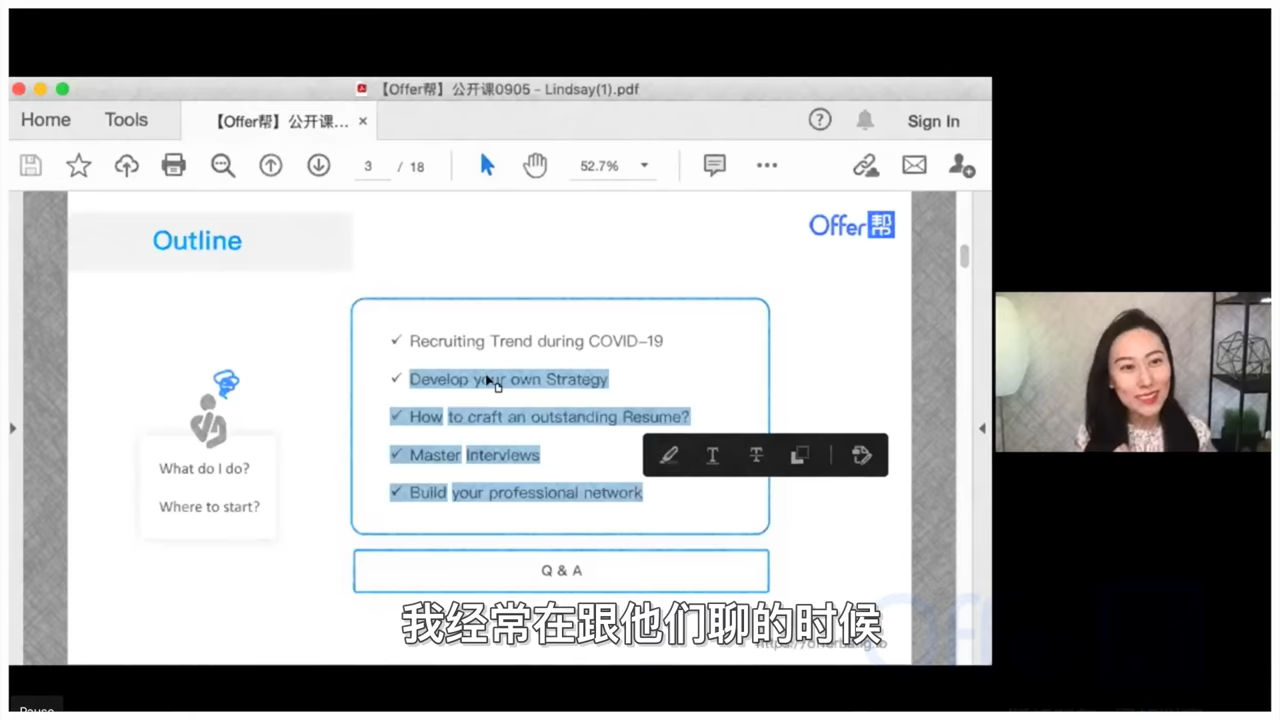 【Offer帮】公开课0905 - Lindsay(1).pdf
Home Tools 【Offer帮】公开课... × ? Sign In
3 / 18 52.7%
Outline
Offer帮
✓ Recruiting Trend during COVID-19
✓ Develop your own Strategy
✓ How to craft an outstanding Resume?
✓ Master Interviews
✓ Build your professional network
What do I do?
Where to start?
Q & A
我经常在跟他们聊的时候
Pause